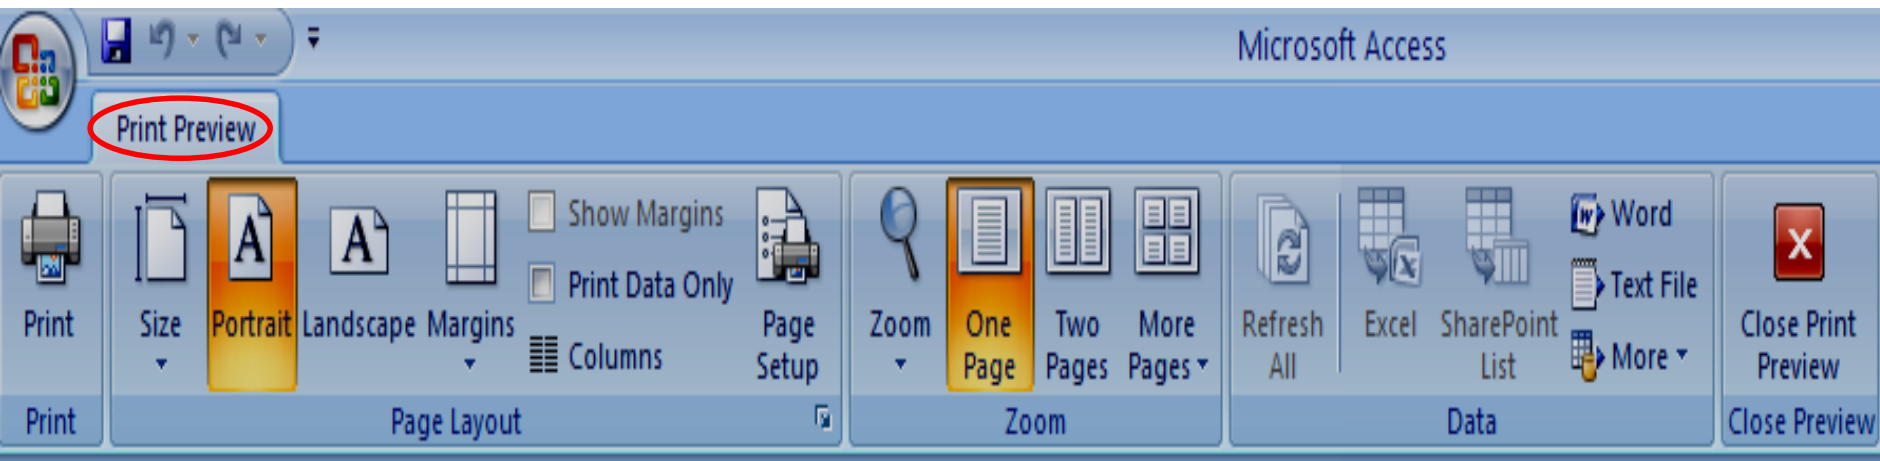 Microsoft Access
Print Preview
Print
Size
Portrait
Landscape
Margins
Show Margins
Print Data Only
Columns
Page
Setup
Zoom
One
Page
Two
Pages
More
Pages
Refresh
All
Excel
SharePoint
List
Word
Text File
More
Close Print
Preview
Print
Page Layout
Zoom
Data
Close Preview